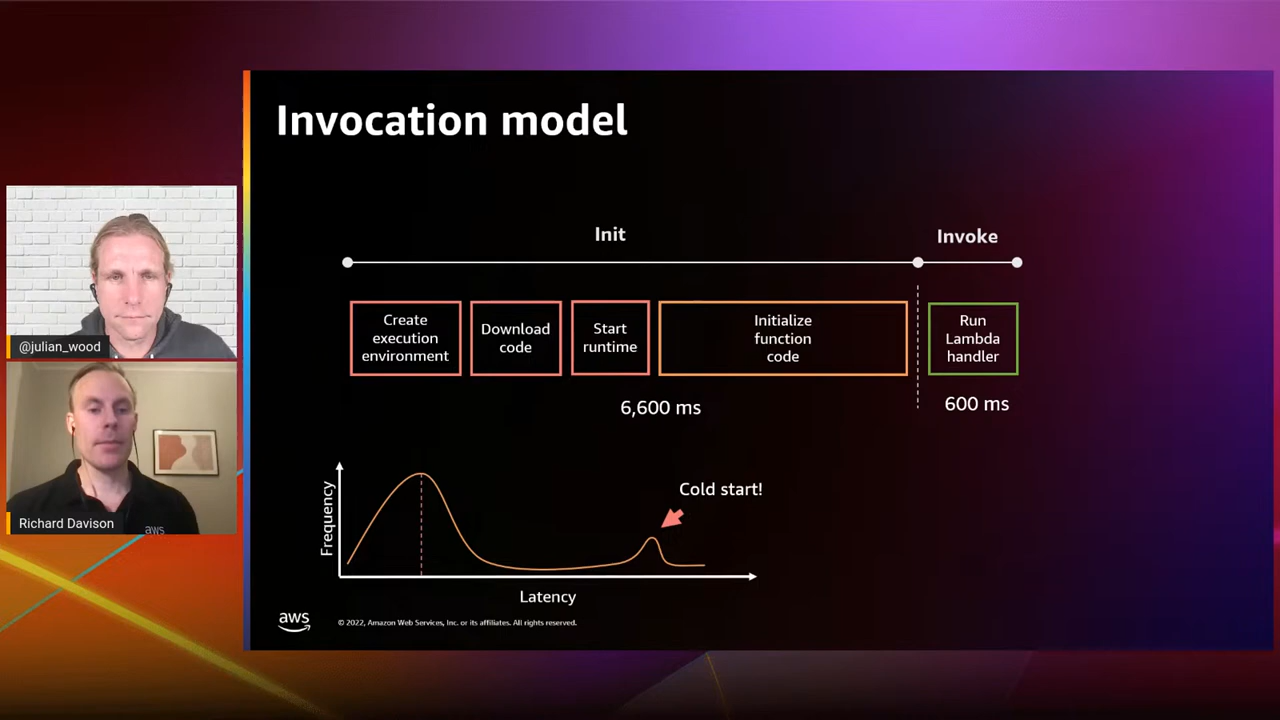 Invocation model
Init
Invoke
Create
execution
environment
Download
code
Start
runtime
Initialize
function
code
Run
Lambda
handler
6,600 ms
600 ms
Frequency
Cold start!
Latency
aws
© 2022, Amazon Web Services, Inc. or its affiliates. All rights reserved.
@julian_wood
Richard Davison
aws